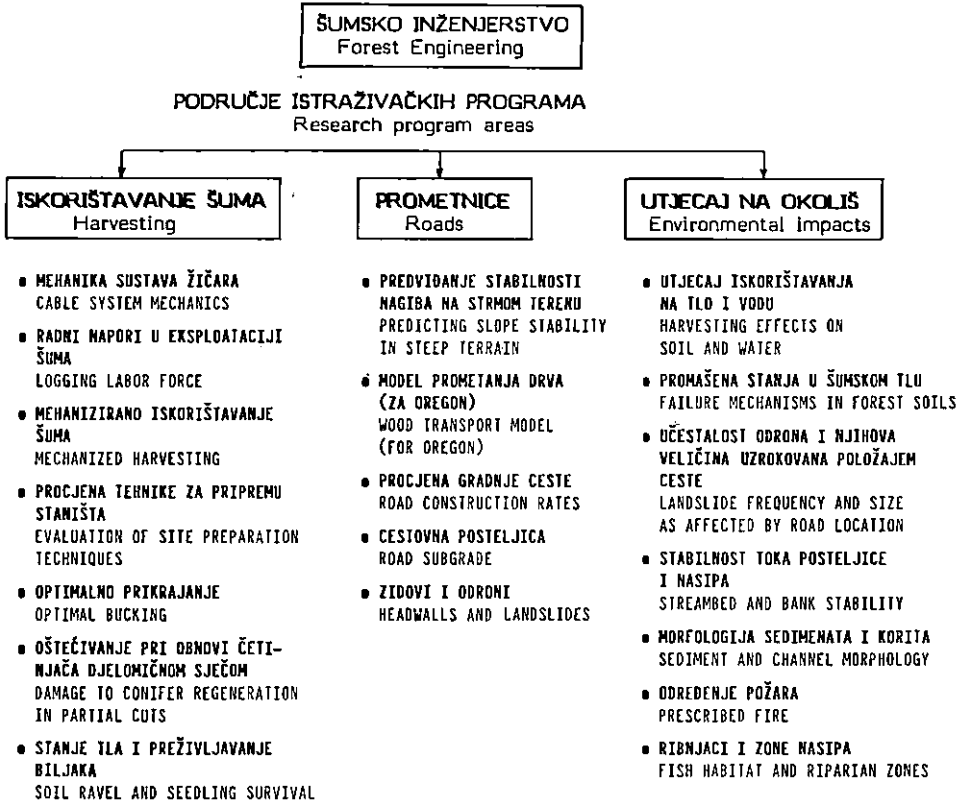 ŠUMSKO INŽENJERSTVO
Forest Engineering
PODRUČJE ISTRAŽIVAČKIH PROGRAMA
Research program areas
ISKORIŠTAVANJE ŠUMA
Harvesting
• MEHANIKA SUSTAVA ŽIČARA
CABLE SYSTEM MECHANICS
• RADNI NAPORI U EKSPLOATACIJI
ŠUMA
LOGGING LABOR FORCE
• MEHANIZIRANO ISKORIŠTAVANJE
ŠUMA
MECHANIZED HARVESTING
• PROCJENA TEHNIKE ZA PRIPREMU
STANIŠTA
EVALUATION OF SITE PREPARATION
TECHNIQUES
• OPTIMALNO PRIKRAJANJE
OPTIMAL BUCKING
• OŠTEĆIVANJE PRI OBNOVI ČETI-
NJAČA DJELOMIČNOM SJEČOM
DAMAGE TO CONIFER REGENERATION
IN PARTIAL CUTS
• STANJE TLA I PREŽIVLJAVANJE
BILJAKA
SOIL RAVEL AND SEEDLING SURVIVAL
PROMETNICE
Roads
• PREDVIĐANJE STABILNOSTI
NAGIBA NA STRMOM TERENU
PREDICTING SLOPE STABILITY
IN STEEP TERRAIN
• MODEL PROMETANJA DRVA
(ZA OREGON)
WOOD TRANSPORT MODEL
(FOR OREGON)
• PROCJENA GRADNJE CESTE
ROAD CONSTRUCTION RATES
• CESTOVNA POSTELJICA
ROAD SUBGRADE
• ZIDOVI I ODRONI
HEADWALLS AND LANDSLIDES
UTJECAJ NA OKOLIŠ
Environmental Impacts
• UTJECAJ ISKORIŠTAVANJA
NA TLO I VODU
HARVESTING EFFECTS ON
SOIL AND WATER
• PROMAŠENA STANJA U ŠUMSKOM TLU
FAILURE MECHANISMS IN FOREST SOILS
• UČESTALOST ODRONA I NJIHOVA
VELIČINA UZROKOVANA POLOŽAJEM
CESTE
LANDSLIDE FREQUENCY AND SIZE
AS AFFECTED BY ROAD LOCATION
• STABILNOST TOKA POSTELJICE
I NASIPA
STREAMBED AND BANK STABILITY
• MORFOLOGIJA SEDIMENATA I KORITA
SEDIMENT AND CHANNEL MORPHOLOGY
• ODREĐENJE POŽARA
PRESCRIBED FIRE
• RIBNJACI I ZONE NASIPA
FISH HABITAT AND RIPARIAN ZONES